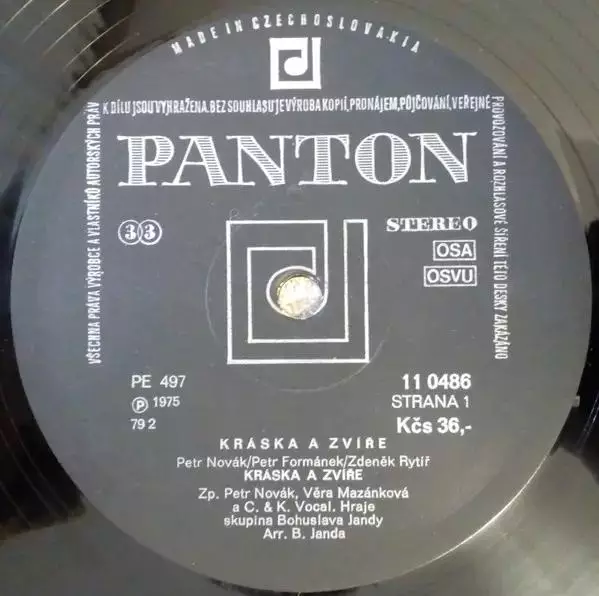 MADE IN CZECHOSLOVAKIA
VŠECHNA PRÁVA VÝROBCE A VLASTNÍKŮ AUTORSKÝCH PRÁV
K DÍLU JSOU VYHRAŽENA. BEZ SOUHLASU JE VÝROBA KOPIÍ, PRONÁJEM, PŮJČOVÁNÍ, VEŘEJNÉ
PROVOZOVÁNÍ A ROZHLASOVÉ ŠÍŘENÍ TÉTO DESKY ZAKÁZÁNO
PANTON
33
STEREO
OSA
OSVU
PE 497
Ⓟ 1975
79 2
11 0486
STRANA 1
Kčs 36,-
KRÁSKA A ZVÍŘE
Petr Novák/Petr Formánek/Zdeněk Rytíř
KRÁSKA A ZVÍŘE
Zp. Petr Novák, Věra Mazánková
a C. & K. Vocal. Hraje
skupina Bohuslava Jandy
Arr. B. Janda